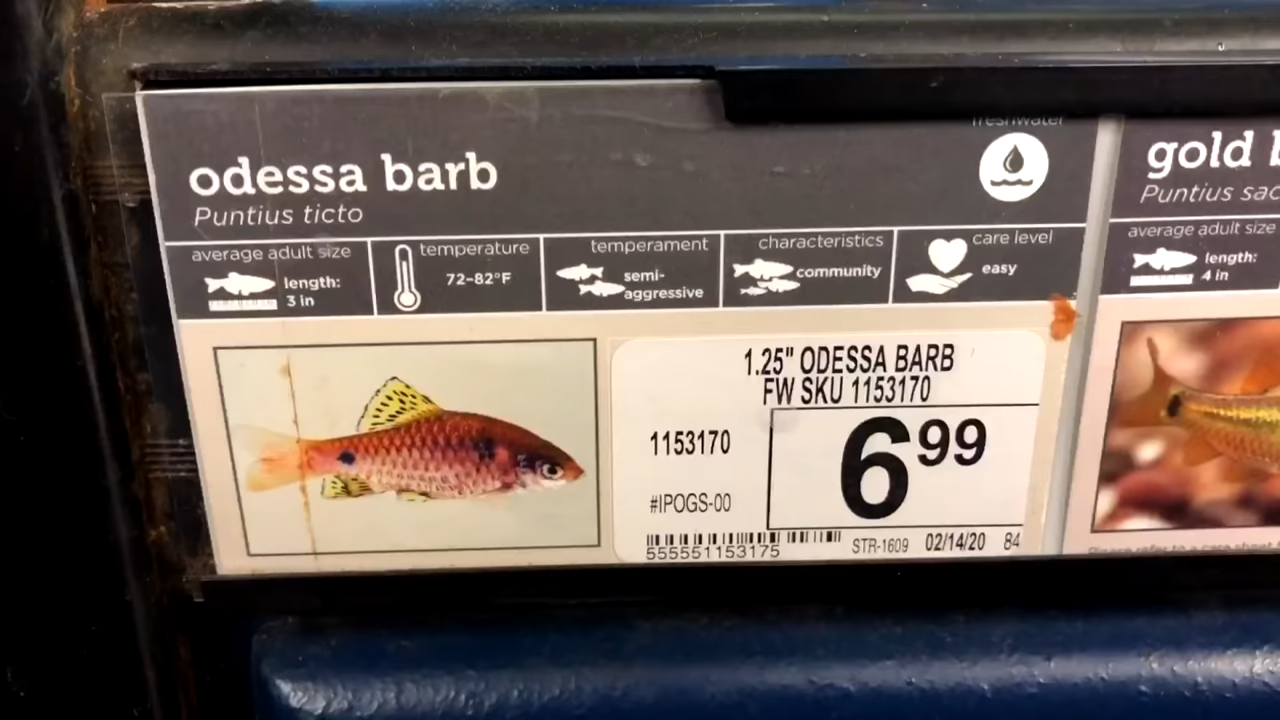 freshwater
odessa barb
Puntius ticto
average adult size
length:
3 in
temperature
72-82°F
temperament
semi-
aggressive
characteristics
community
care level
easy
1.25" ODESSA BARB
FW SKU 1153170
1153170
6 99
#IPOGS-00
555551153175
STR-1609 02/14/20 84
gold
Puntius
average adult size
length:
4 in